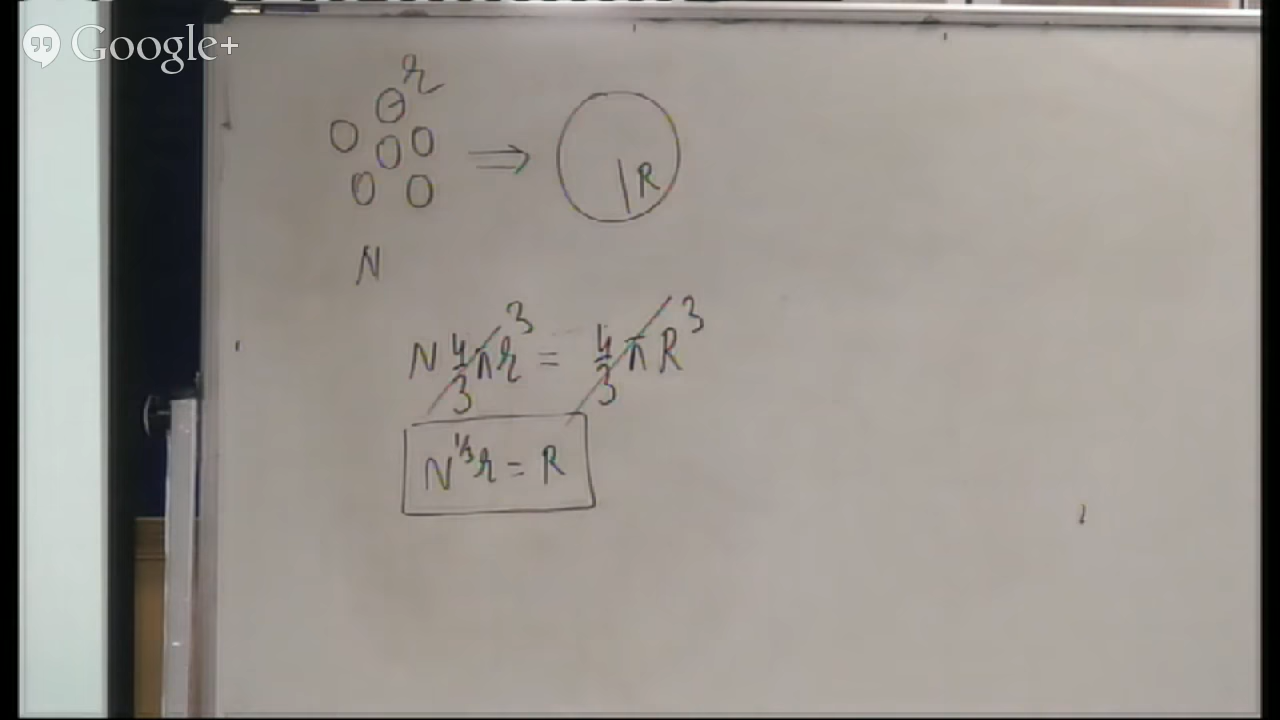 Google+
r
R
N
N 4/3 π r³ = 4/3 π R³
N^1/3 r = R